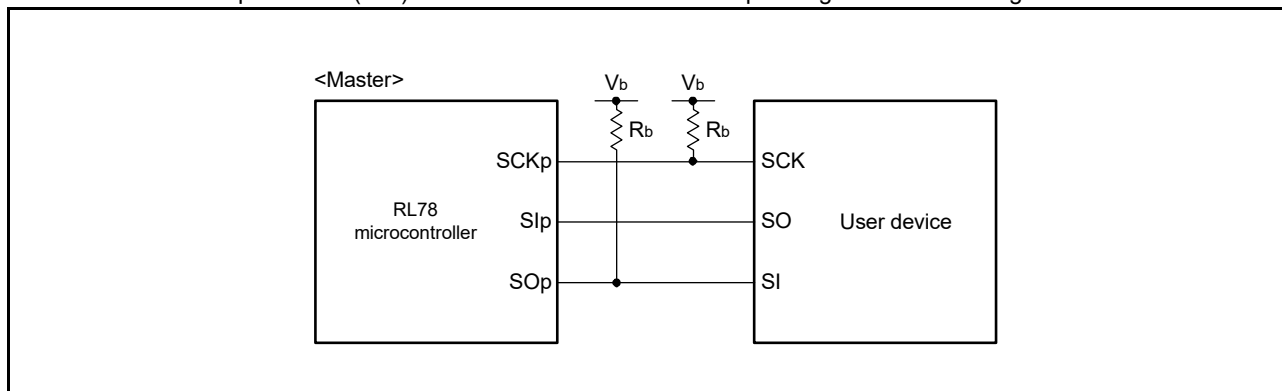 <Master>
Vb Vb
Rb Rb
SCKp SCK
RL78
microcontroller
SIp SO
User device
SOp SI